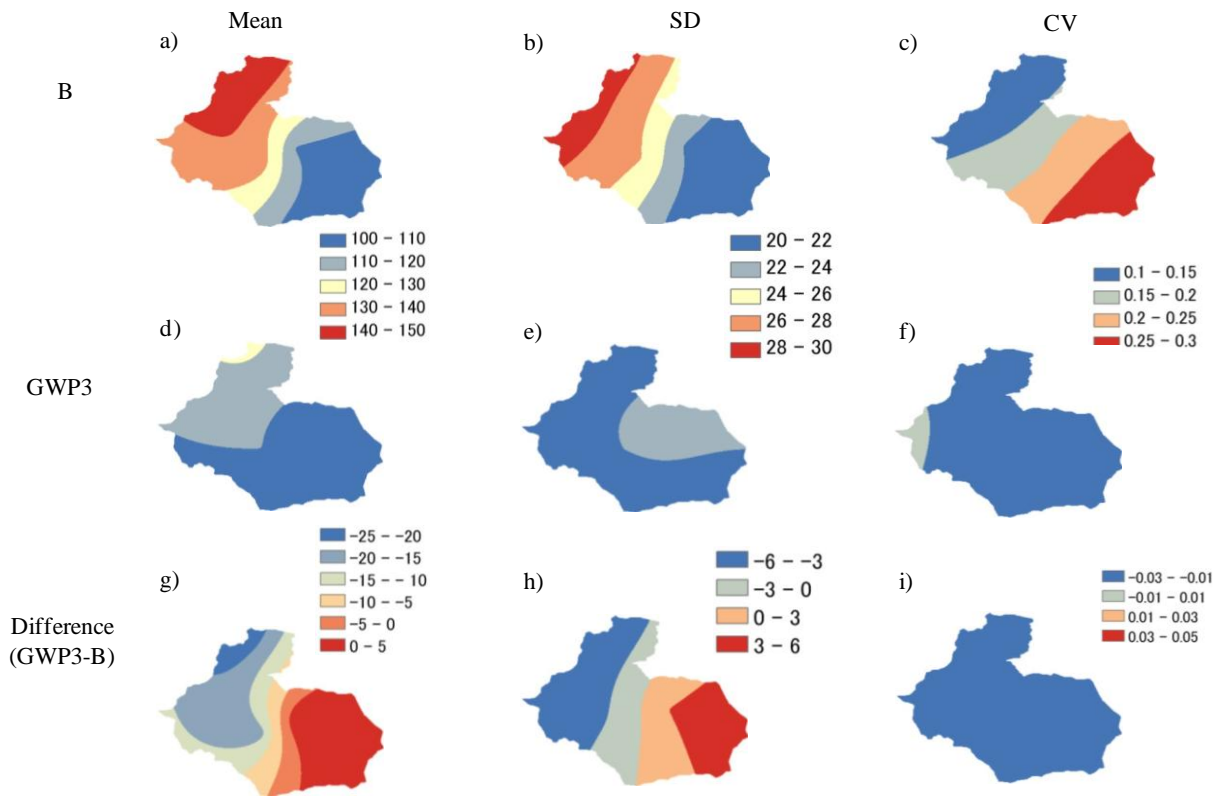 Mean
SD
CV
a)
b)
c)
B
100 - 110
110 - 120
120 - 130
130 - 140
140 - 150
20 - 22
22 - 24
24 - 26
26 - 28
28 - 30
0.1 - 0.15
0.15 - 0.2
0.2 - 0.25
0.25 - 0.3
d)
e)
f)
GWP3
-25 - -20
-20 - -15
-15 - - 10
-10 - -5
-5 - 0
0 - 5
-6 - -3
-3 - 0
0 - 3
3 - 6
-0.03 - -0.01
-0.01 - 0.01
0.01 - 0.03
0.03 - 0.05
g)
h)
i)
Difference
(GWP3-B)